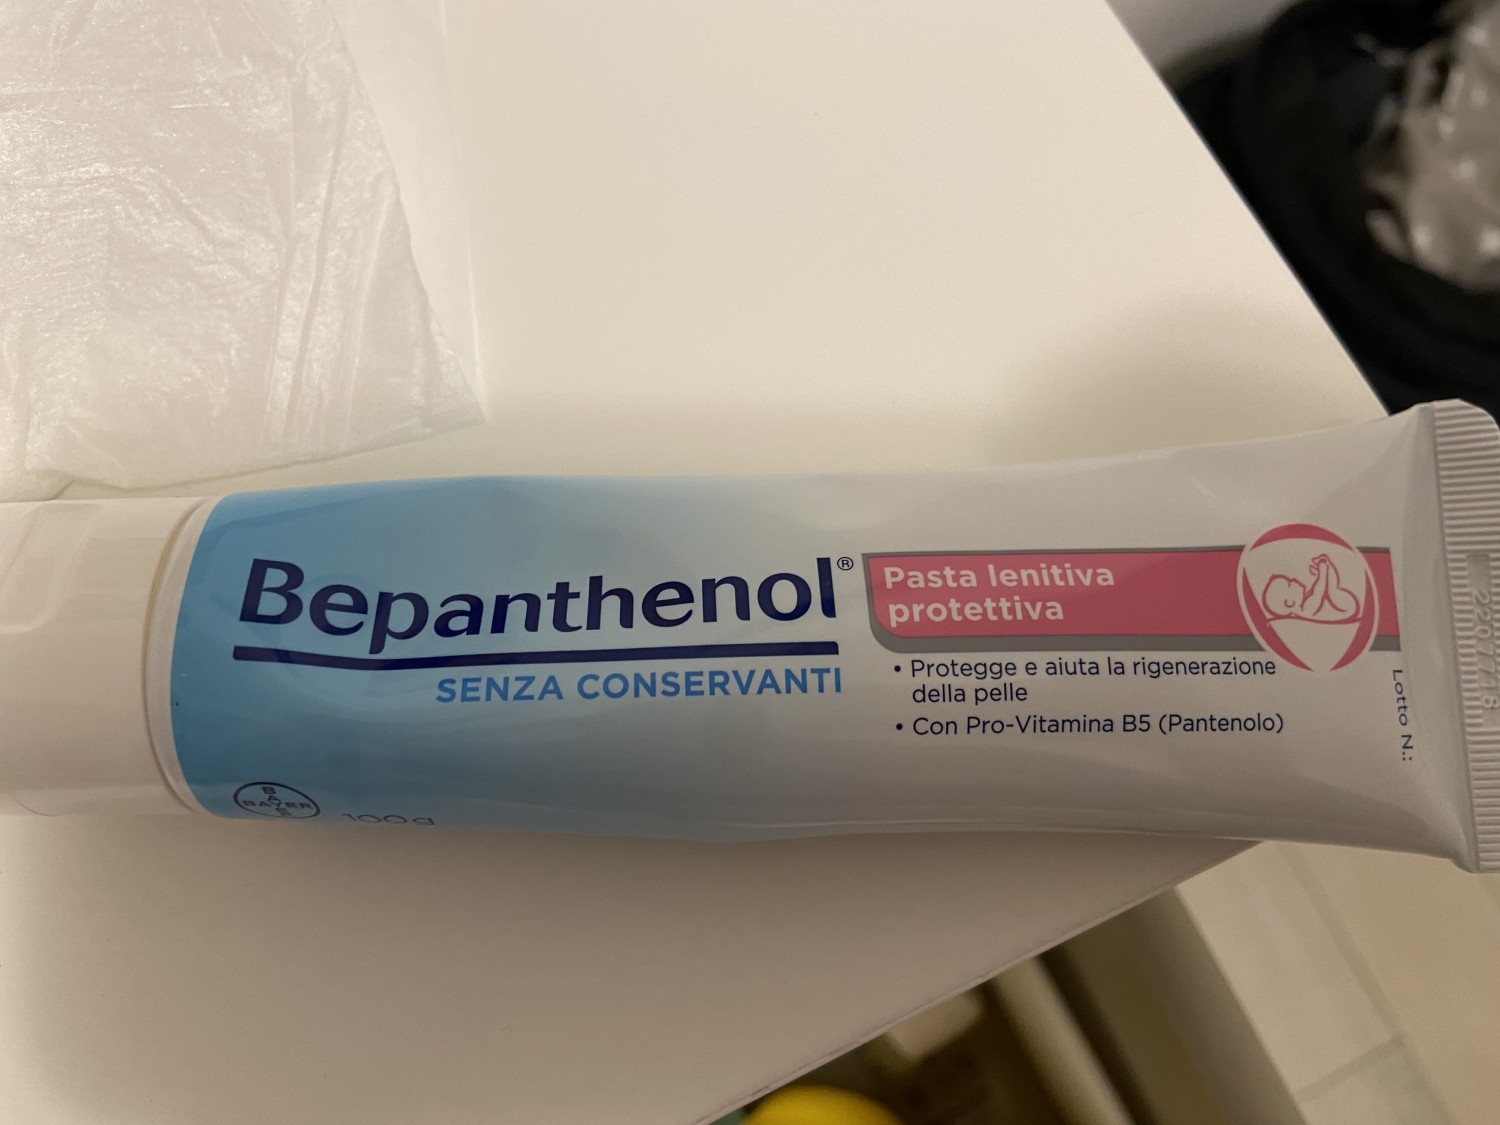 Bepanthenol®
SENZA CONSERVANTI
Pasta lenitiva
protettiva
• Protegge e aiuta la rigenerazione
della pelle
• Con Pro-Vitamina B5 (Pantenolo)
BAYER
BAYER
100 g
Lotto N.: